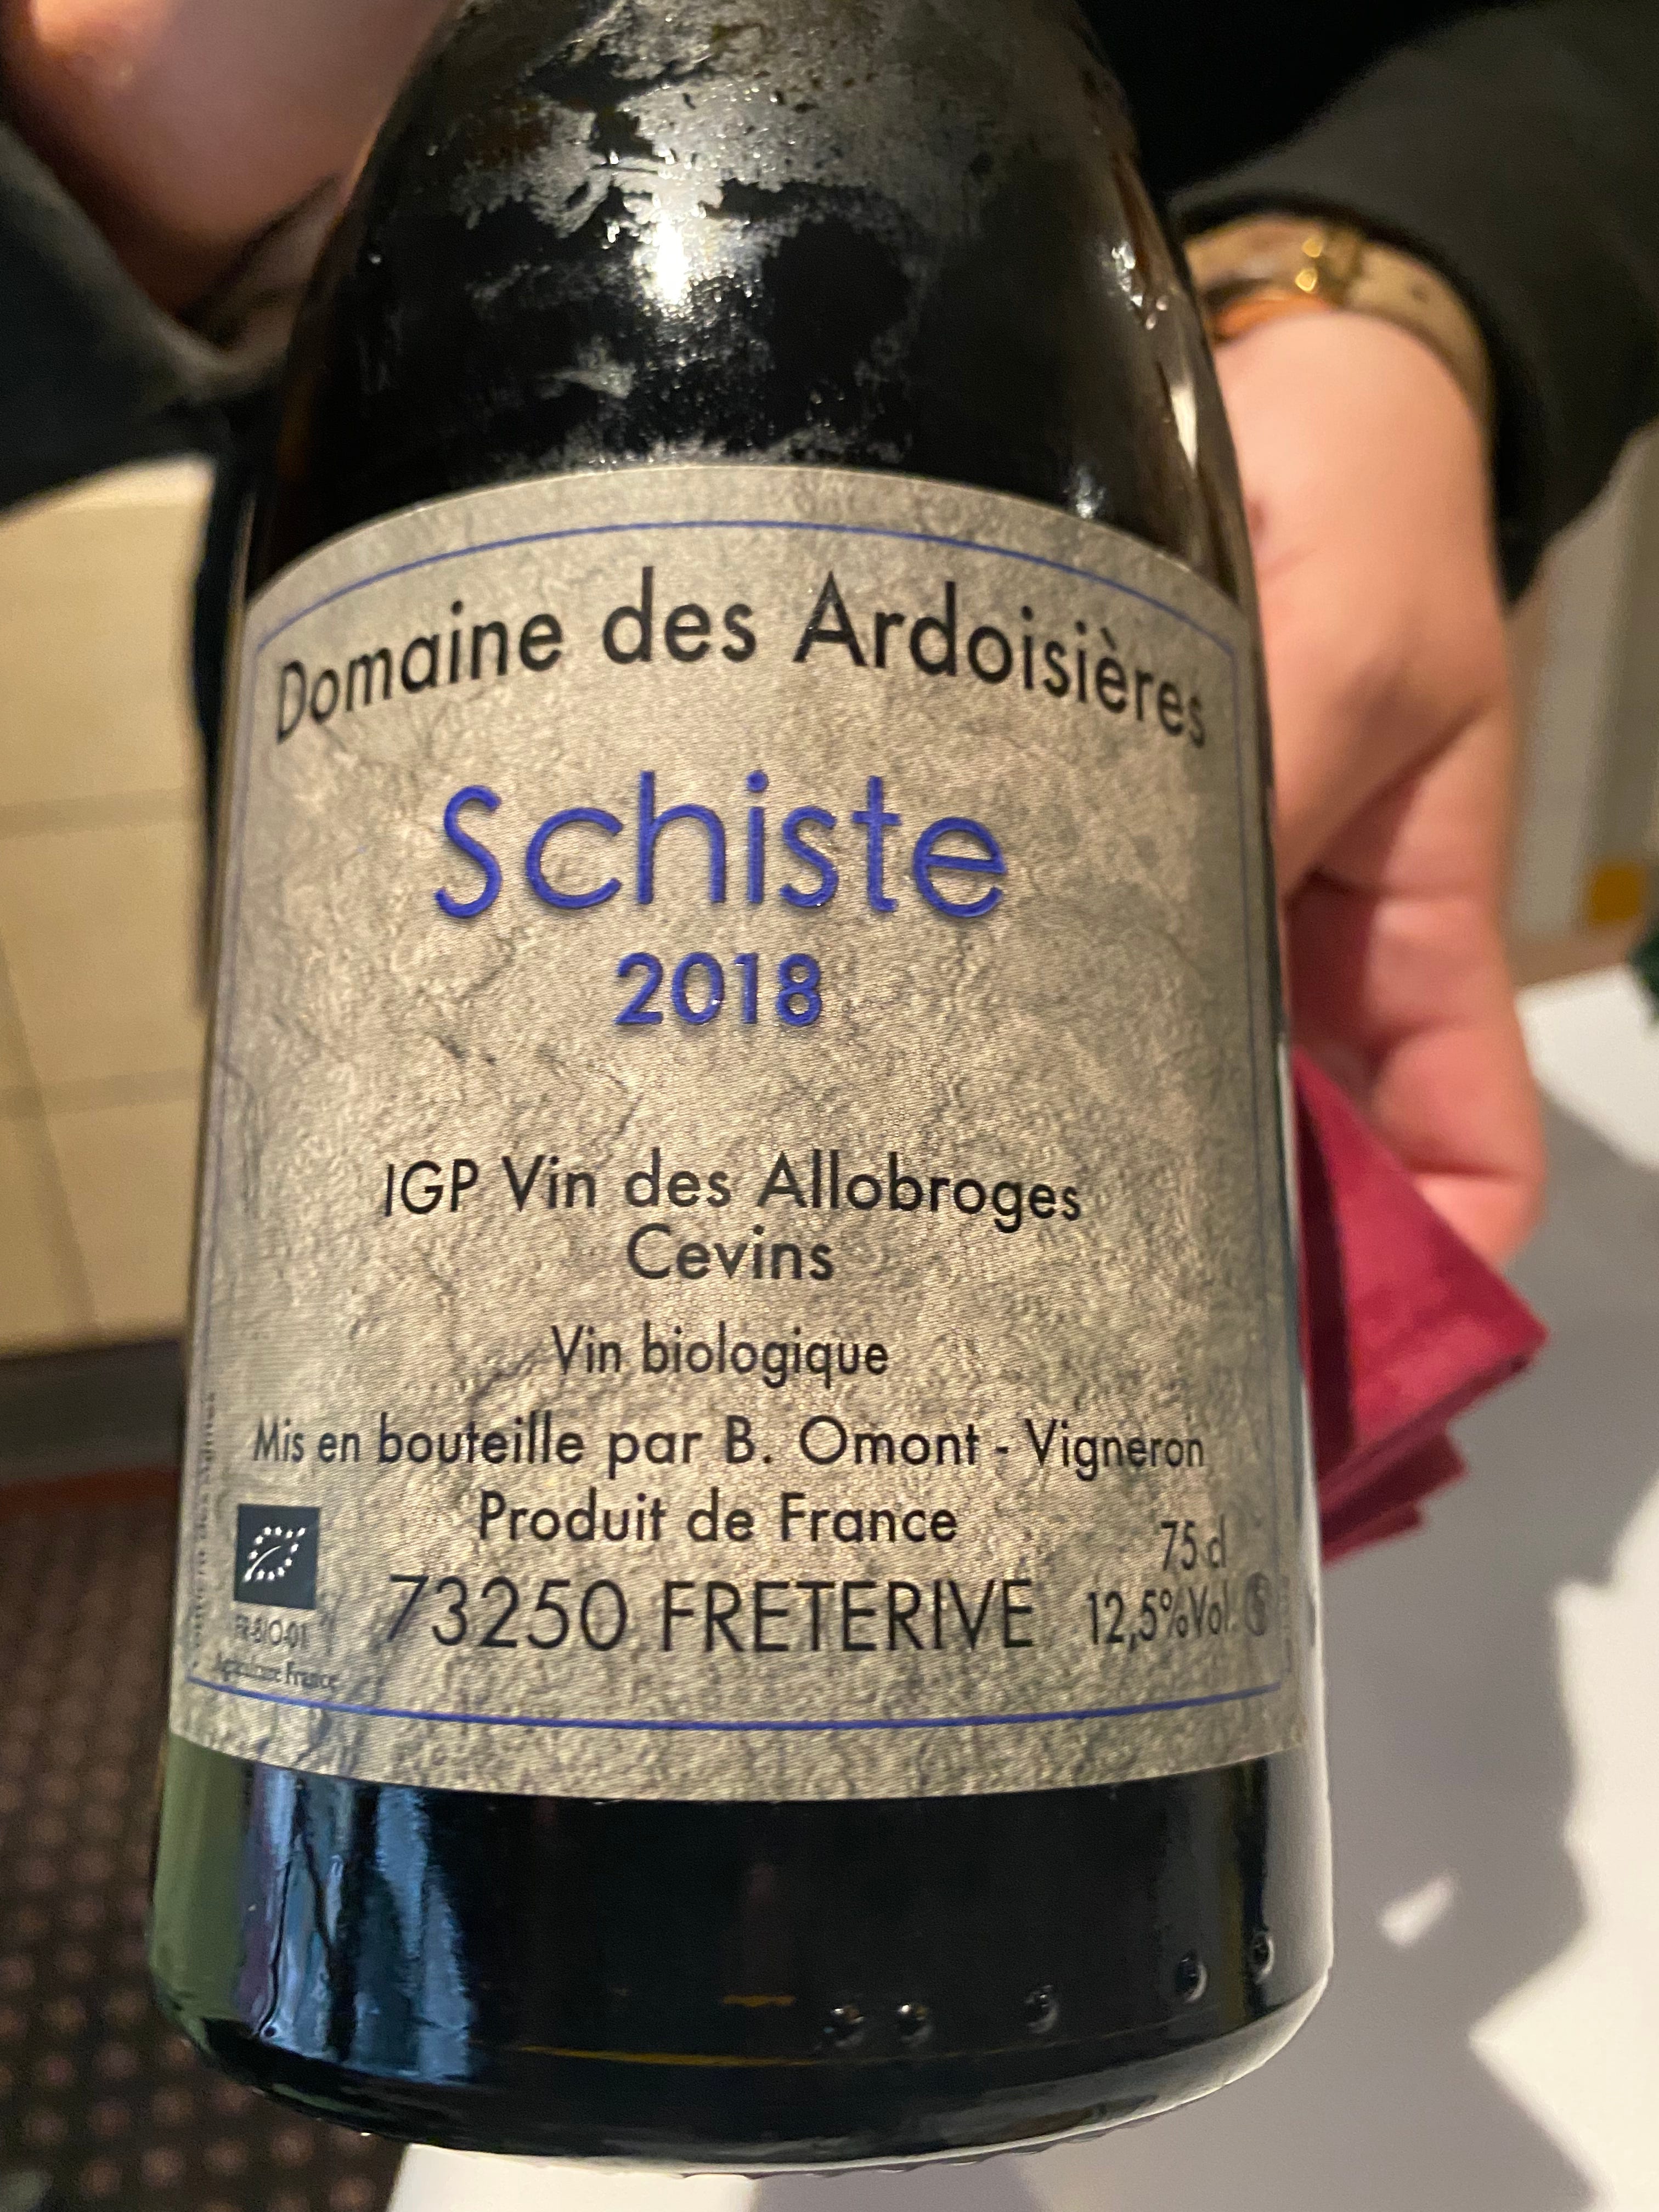 Domaine des Ardoisières
Schiste
2018
IGP Vin des Allobroges
Cevins
Vin biologique
Mis en bouteille par B. Omont - Vigneron
Produit de France
75 cl
73250 FRETERIVE
12,5%Vol.
FR-BIO-01
Agriculture France